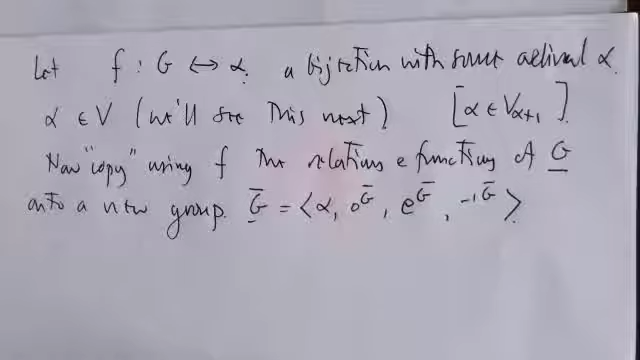 Let f : G ↔ α. a bijection with some ordinal α.
α ∈ V (we'll see this next) [α ∈ V_{α+1}].
Now "copy" using f the relations & functions of G
onto a new group. G̅ = <α, ∘^G̅, e^G̅, -1^G̅>